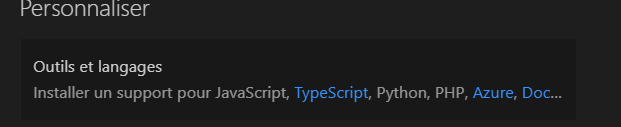 Personnaliser
Outils et langages
Installer un support pour JavaScript, TypeScript, Python, PHP, Azure, Doc...